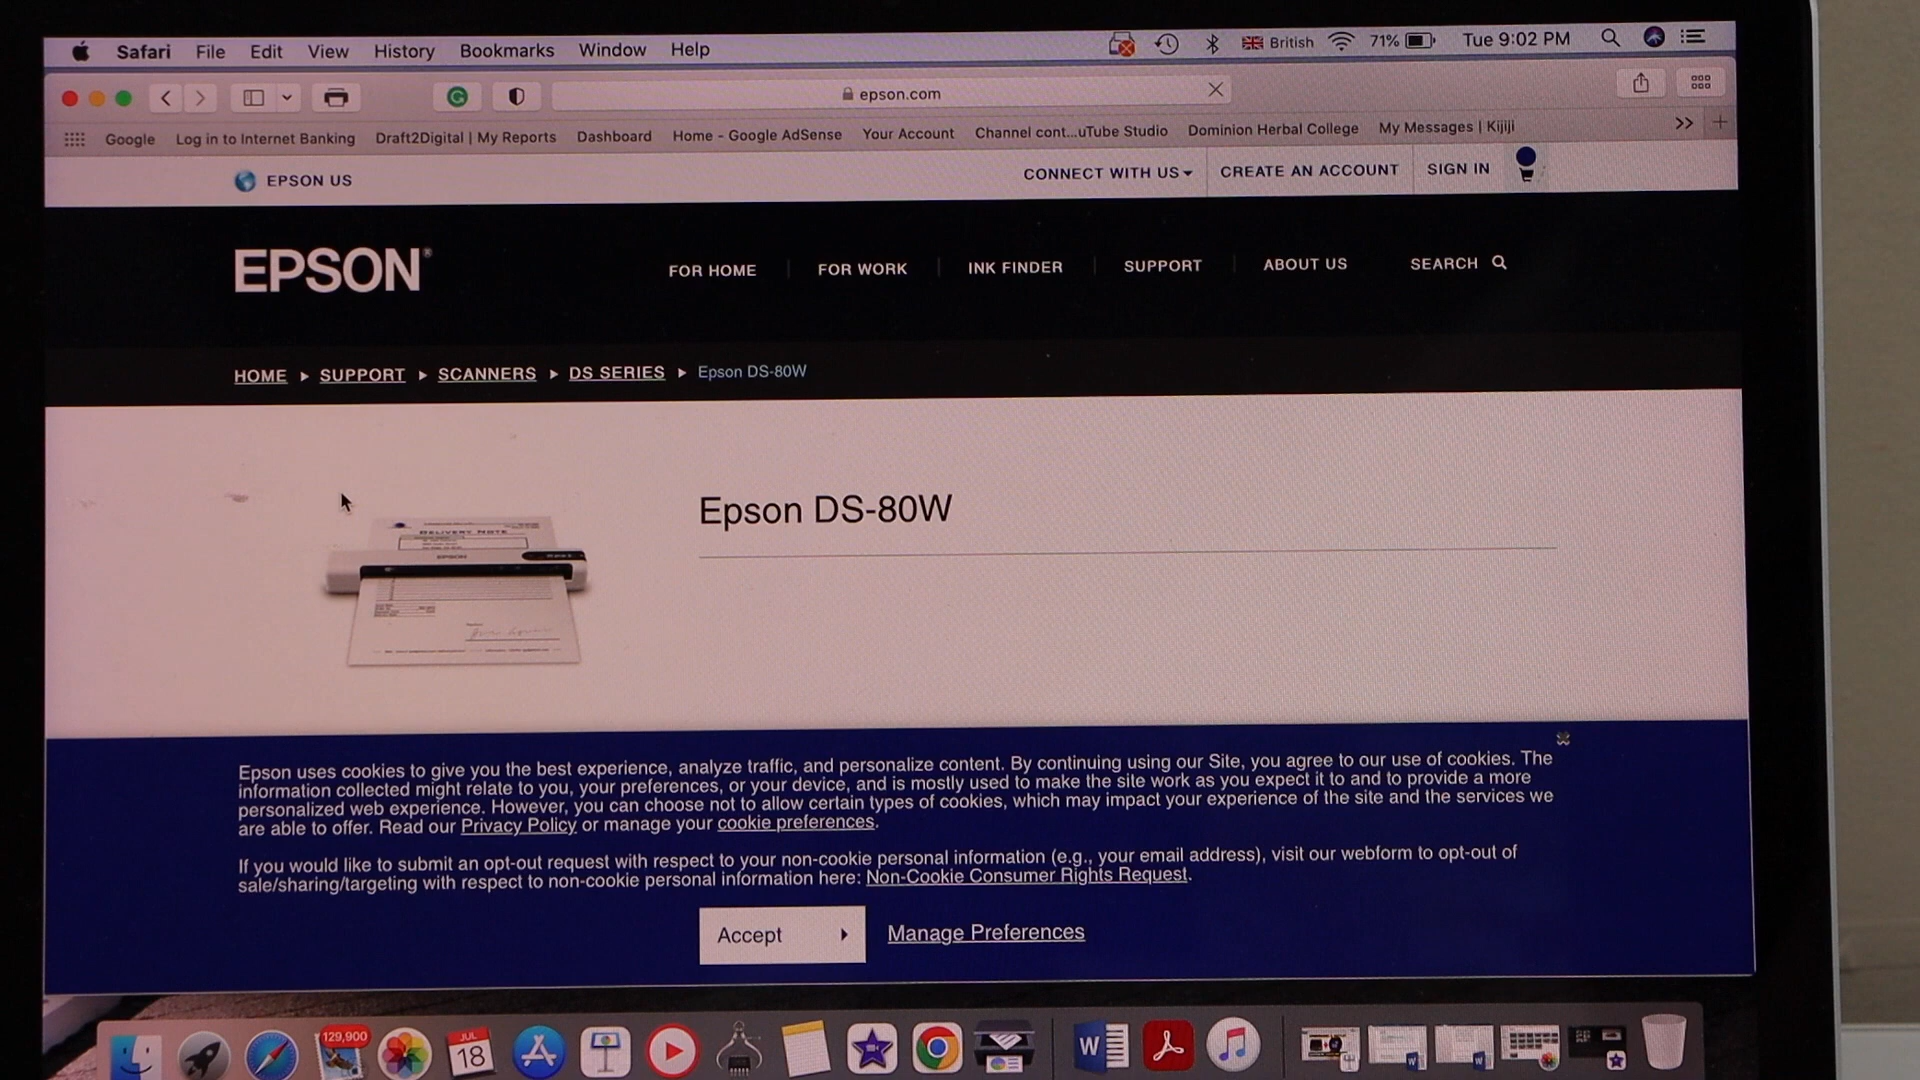 Safari File Edit View History Bookmarks Window Help British 71% Tue 9:02 PM
epson.com
Google Log in to Internet Banking Draft2Digital | My Reports Dashboard Home - Google AdSense Your Account Channel cont...uTube Studio Dominion Herbal College My Messages | Kijiji >>
EPSON US CONNECT WITH US CREATE AN ACCOUNT SIGN IN
EPSON® FOR HOME FOR WORK INK FINDER SUPPORT ABOUT US SEARCH
HOME SUPPORT SCANNERS DS SERIES Epson DS-80W
Epson DS-80W
DELIVERY NOTE
EPSON
Epson uses cookies to give you the best experience, analyze traffic, and personalize content. By continuing using our Site, you agree to our use of cookies. The
information collected might relate to you, your preferences, or your device, and is mostly used to make the site work as you expect it to and to provide a more
personalized web experience. However, you can choose not to allow certain types of cookies, which may impact your experience of the site and the services we
are able to offer. Read our Privacy Policy or manage your cookie preferences.
If you would like to submit an opt-out request with respect to your non-cookie personal information (e.g., your email address), visit our webform to opt-out of
sale/sharing/targeting with respect to non-cookie personal information here: Non-Cookie Consumer Rights Request.
Accept Manage Preferences
129,900
JUL
18
W